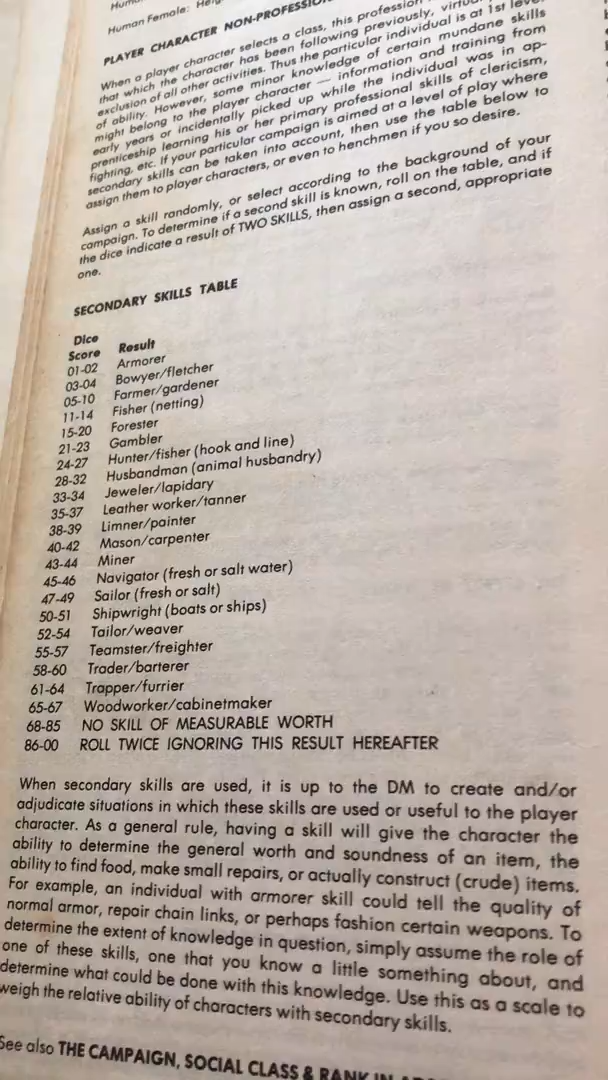 Human Female:
PLAYER CHARACTER NON-PROFESSION
When a player character selects a class, this profession
that which the character has been following previously,
exclusion of all other activities. Thus the particular individual is at 1st level
of ability. However, some minor knowledge of certain mundane skills
might belong to the player character — information and training from
early years or incidentally picked up while the individual was in ap-
prenticeship learning his or her primary professional skills of clericism,
fighting, etc. If your particular campaign is aimed at a level of play where
secondary skills can be taken into account, then use the table below to
assign them to player characters, or even to henchmen if you so desire.
Assign a skill randomly, or select according to the background of your
campaign. To determine if a second skill is known, roll on the table, and if
the dice indicate a result of TWO SKILLS, then assign a second, appropriate
one.
SECONDARY SKILLS TABLE
Dice
Score Result
01-02 Armorer
03-04 Bowyer/fletcher
05-10 Farmer/gardener
11-14 Fisher (netting)
15-20 Forester
21-23 Gambler
24-27 Hunter/fisher (hook and line)
28-32 Husbandman (animal husbandry)
33-34 Jeweler/lapidary
35-37 Leather worker/tanner
38-39 Limner/painter
40-42 Mason/carpenter
43-44 Miner
45-46 Navigator (fresh or salt water)
47-49 Sailor (fresh or salt)
50-51 Shipwright (boats or ships)
52-54 Tailor/weaver
55-57 Teamster/freighter
58-60 Trader/barterer
61-64 Trapper/furrier
65-67 Woodworker/cabinetmaker
68-85 NO SKILL OF MEASURABLE WORTH
86-00 ROLL TWICE IGNORING THIS RESULT HEREAFTER
When secondary skills are used, it is up to the DM to create and/or
adjudicate situations in which these skills are used or useful to the player
character. As a general rule, having a skill will give the character the
ability to determine the general worth and soundness of an item, the
ability to find food, make small repairs, or actually construct (crude) items.
For example, an individual with armorer skill could tell the quality of
normal armor, repair chain links, or perhaps fashion certain weapons. To
determine the extent of knowledge in question, simply assume the role of
one of these skills, one that you know a little something about, and
determine what could be done with this knowledge. Use this as a scale to
weigh the relative ability of characters with secondary skills.
See also THE CAMPAIGN, SOCIAL CLASS & RANK IN